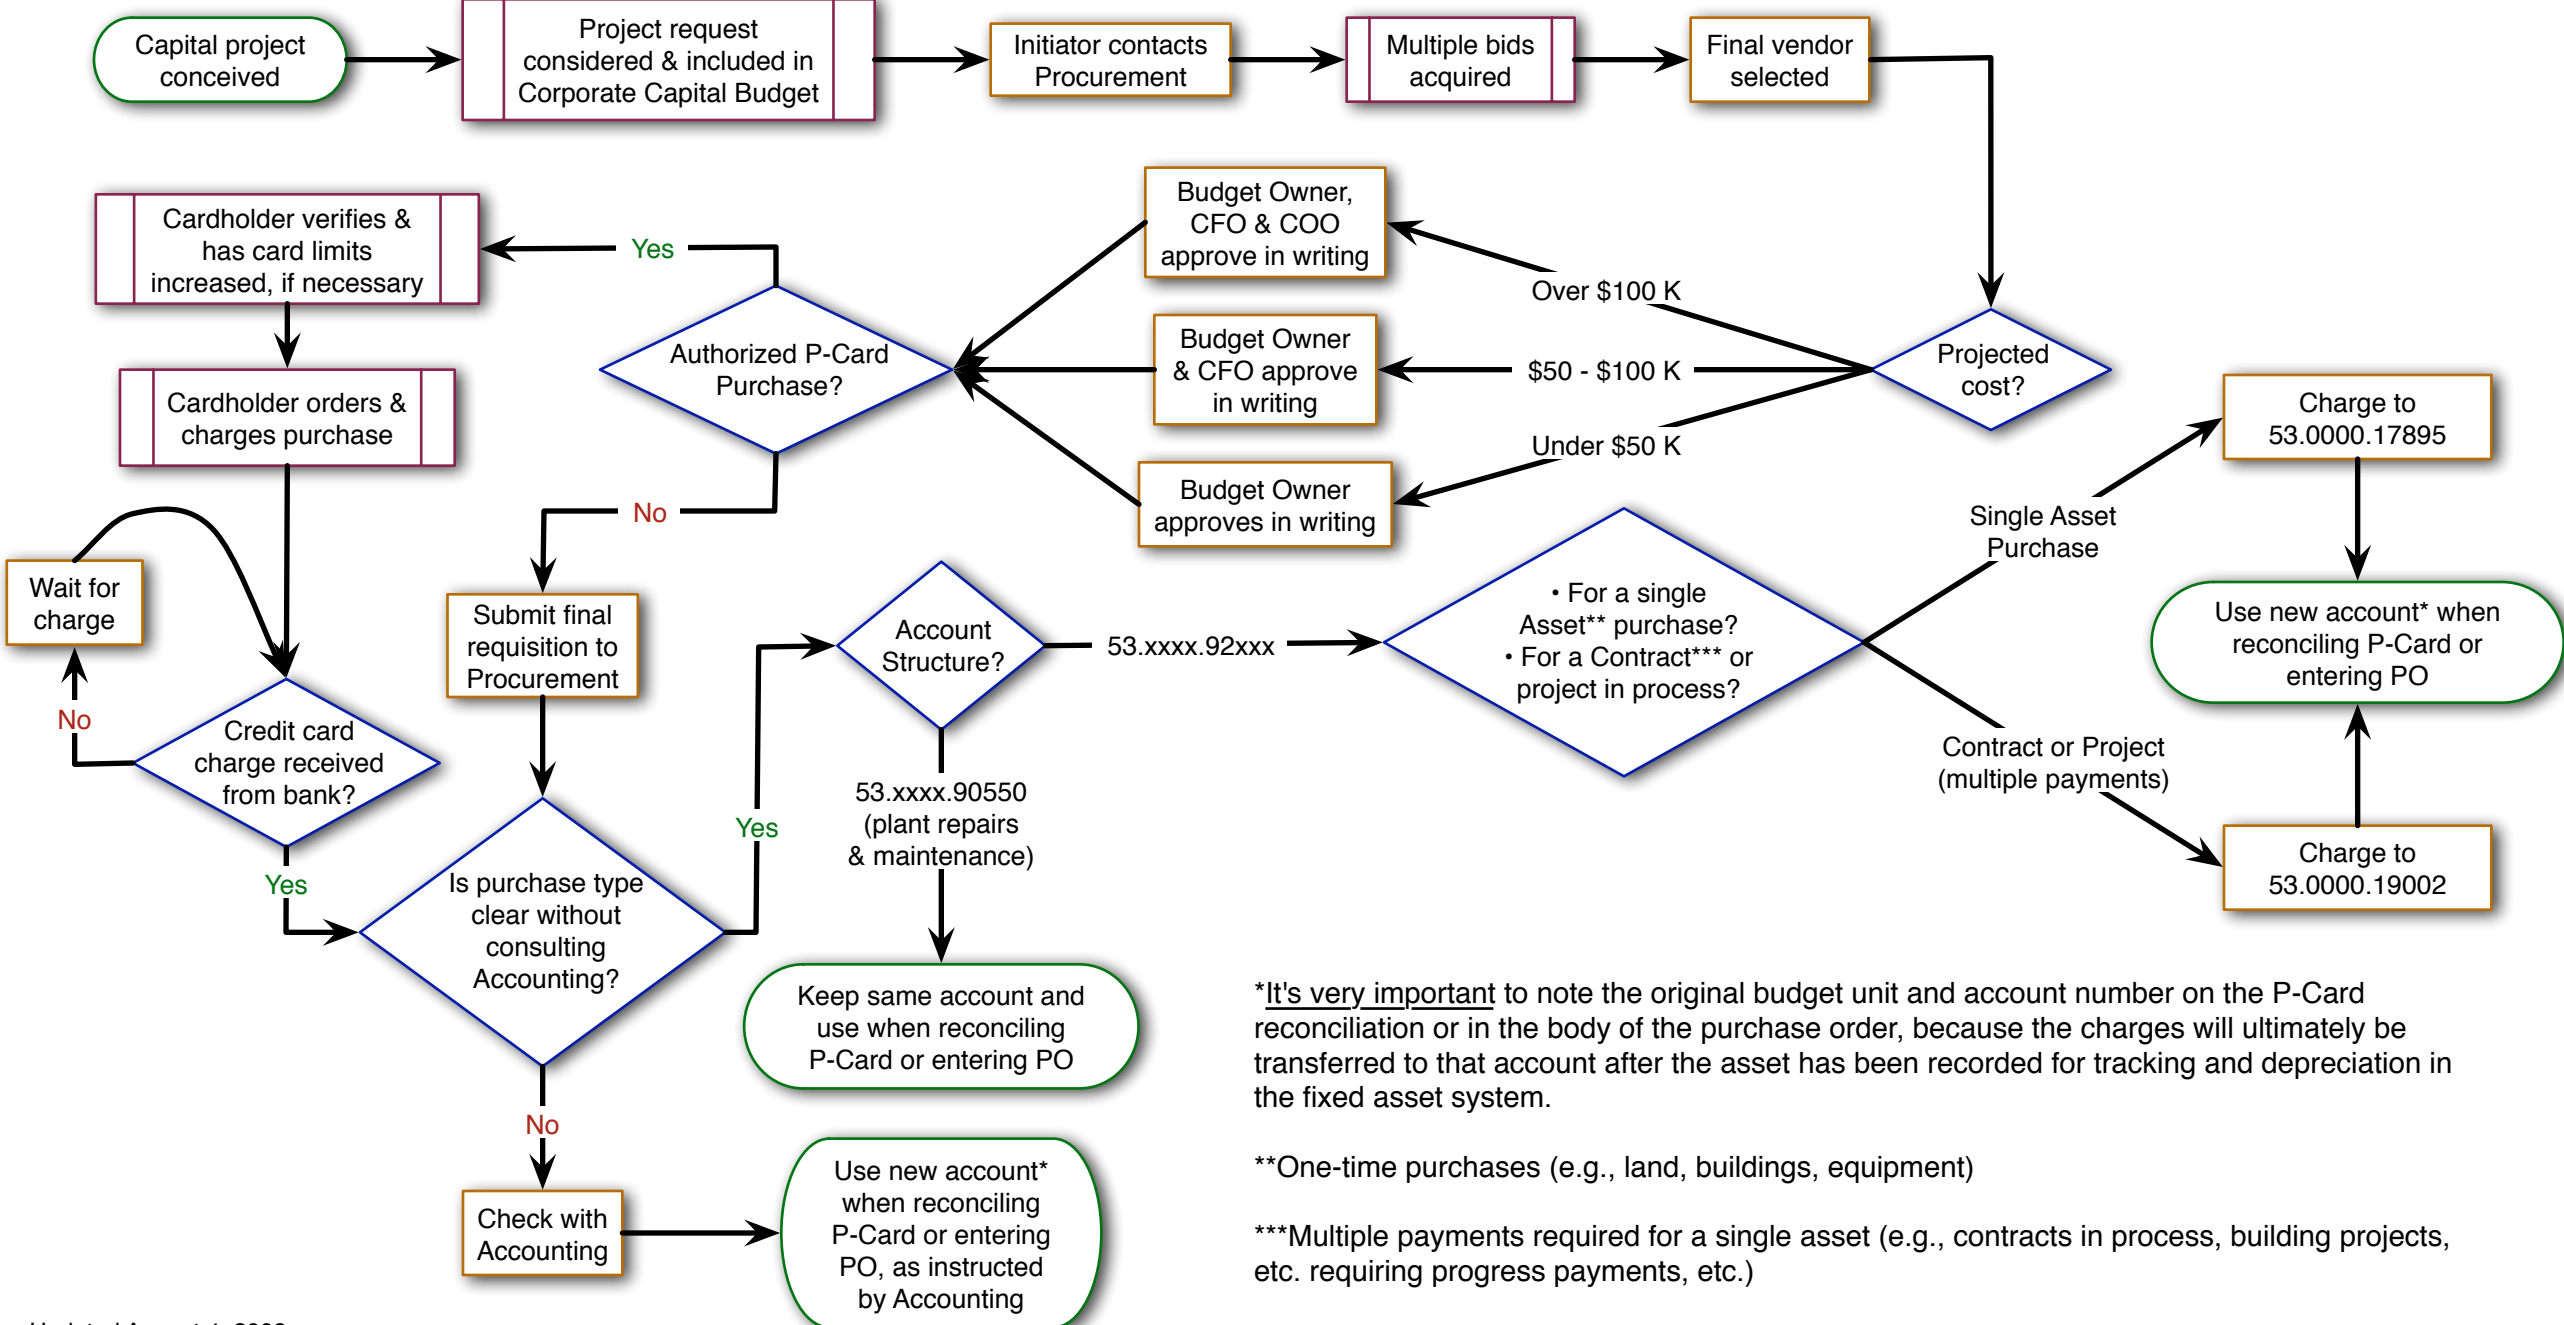 Capital project
conceived
Project request
considered & included in
Corporate Capital Budget
Initiator contacts
Procurement
Multiple bids
acquired
Final vendor
selected
Projected
cost?
Over $100 K
$50 - $100 K
Under $50 K
Budget Owner,
CFO & COO
approve in writing
Budget Owner
& CFO approve
in writing
Budget Owner
approves in writing
Authorized P-Card
Purchase?
Yes
Cardholder verifies &
has card limits
increased, if necessary
Cardholder orders &
charges purchase
Wait for
charge
No
Credit card
charge received
from bank?
Yes
No
Submit final
requisition to
Procurement
Is purchase type
clear without
consulting
Accounting?
Yes
Account
Structure?
53.xxxx.92xxx
53.xxxx.90550
(plant repairs
& maintenance)
Keep same account and
use when reconciling
P-Card or entering PO
No
Check with
Accounting
Use new account*
when reconciling
P-Card or entering
PO, as instructed
by Accounting
• For a single
Asset** purchase?
• For a Contract*** or
project in process?
Single Asset
Purchase
Charge to
53.0000.17895
Use new account* when
reconciling P-Card or
entering PO
Contract or Project
(multiple payments)
Charge to
53.0000.19002
*It's very important to note the original budget unit and account number on the P-Card
reconciliation or in the body of the purchase order, because the charges will ultimately be
transferred to that account after the asset has been recorded for tracking and depreciation in
the fixed asset system.
**One-time purchases (e.g., land, buildings, equipment)
***Multiple payments required for a single asset (e.g., contracts in process, building projects,
etc. requiring progress payments, etc.)